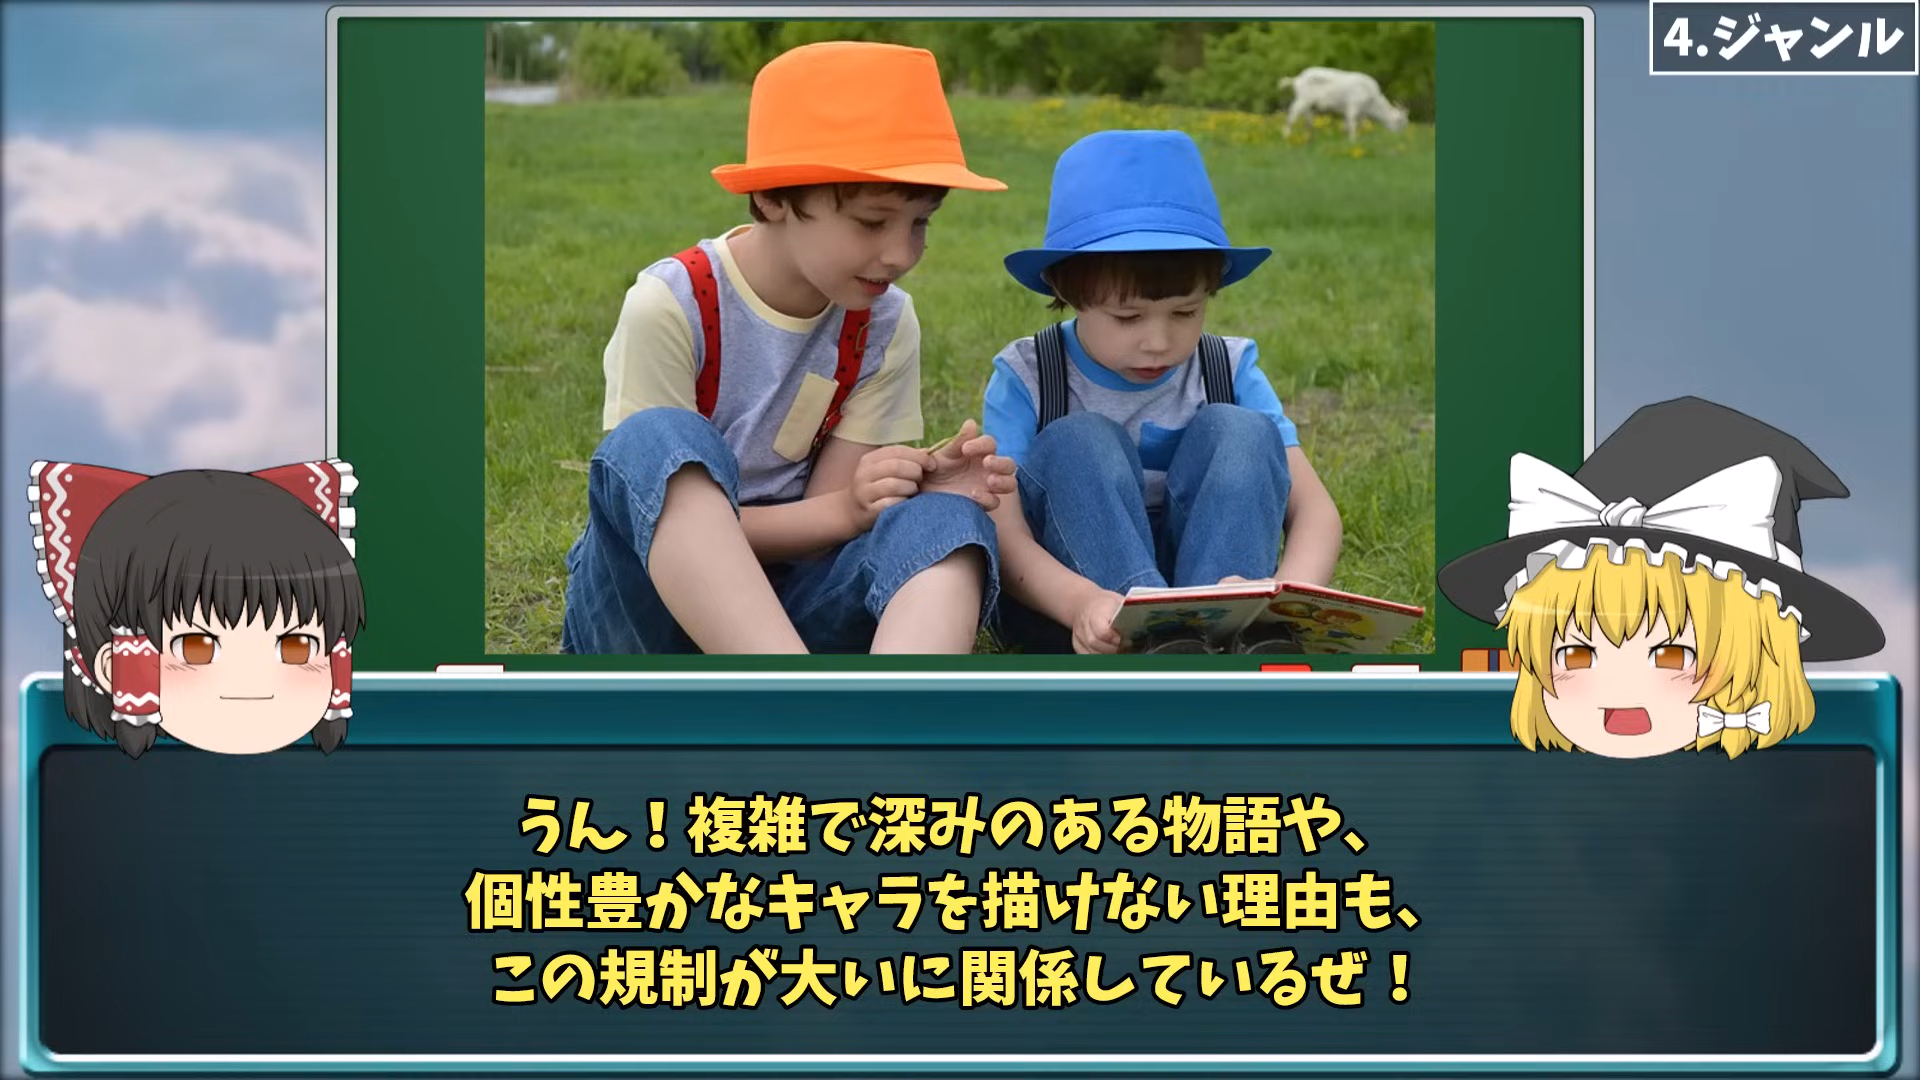 4.ジャンル
うん！複雑で深みのある物語や、
個性豊かなキャラを描けない理由も、
この規制が大いに関係しているぜ！